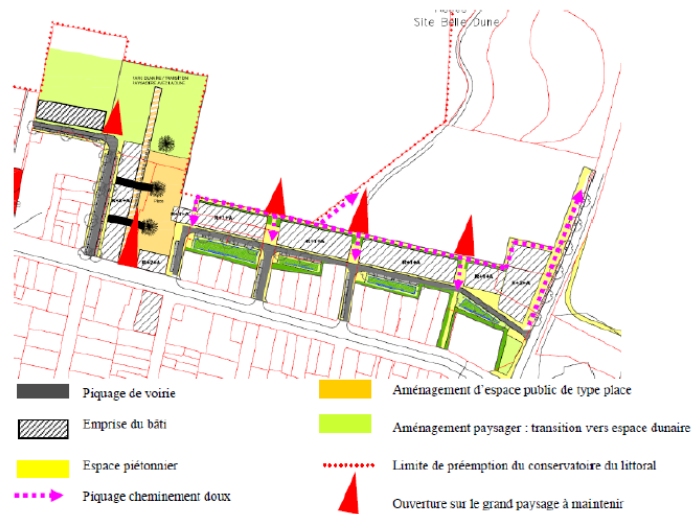 Site Belle Dune
Piquage de voirie
Emprise du bâti
Espace piétonnier
Piquage cheminement doux
Aménagement d'espace public de type place
Aménagement paysager : transition vers espace dunaire
Limite de préemption du conservatoire du littoral
Ouverture sur le grand paysage à maintenir